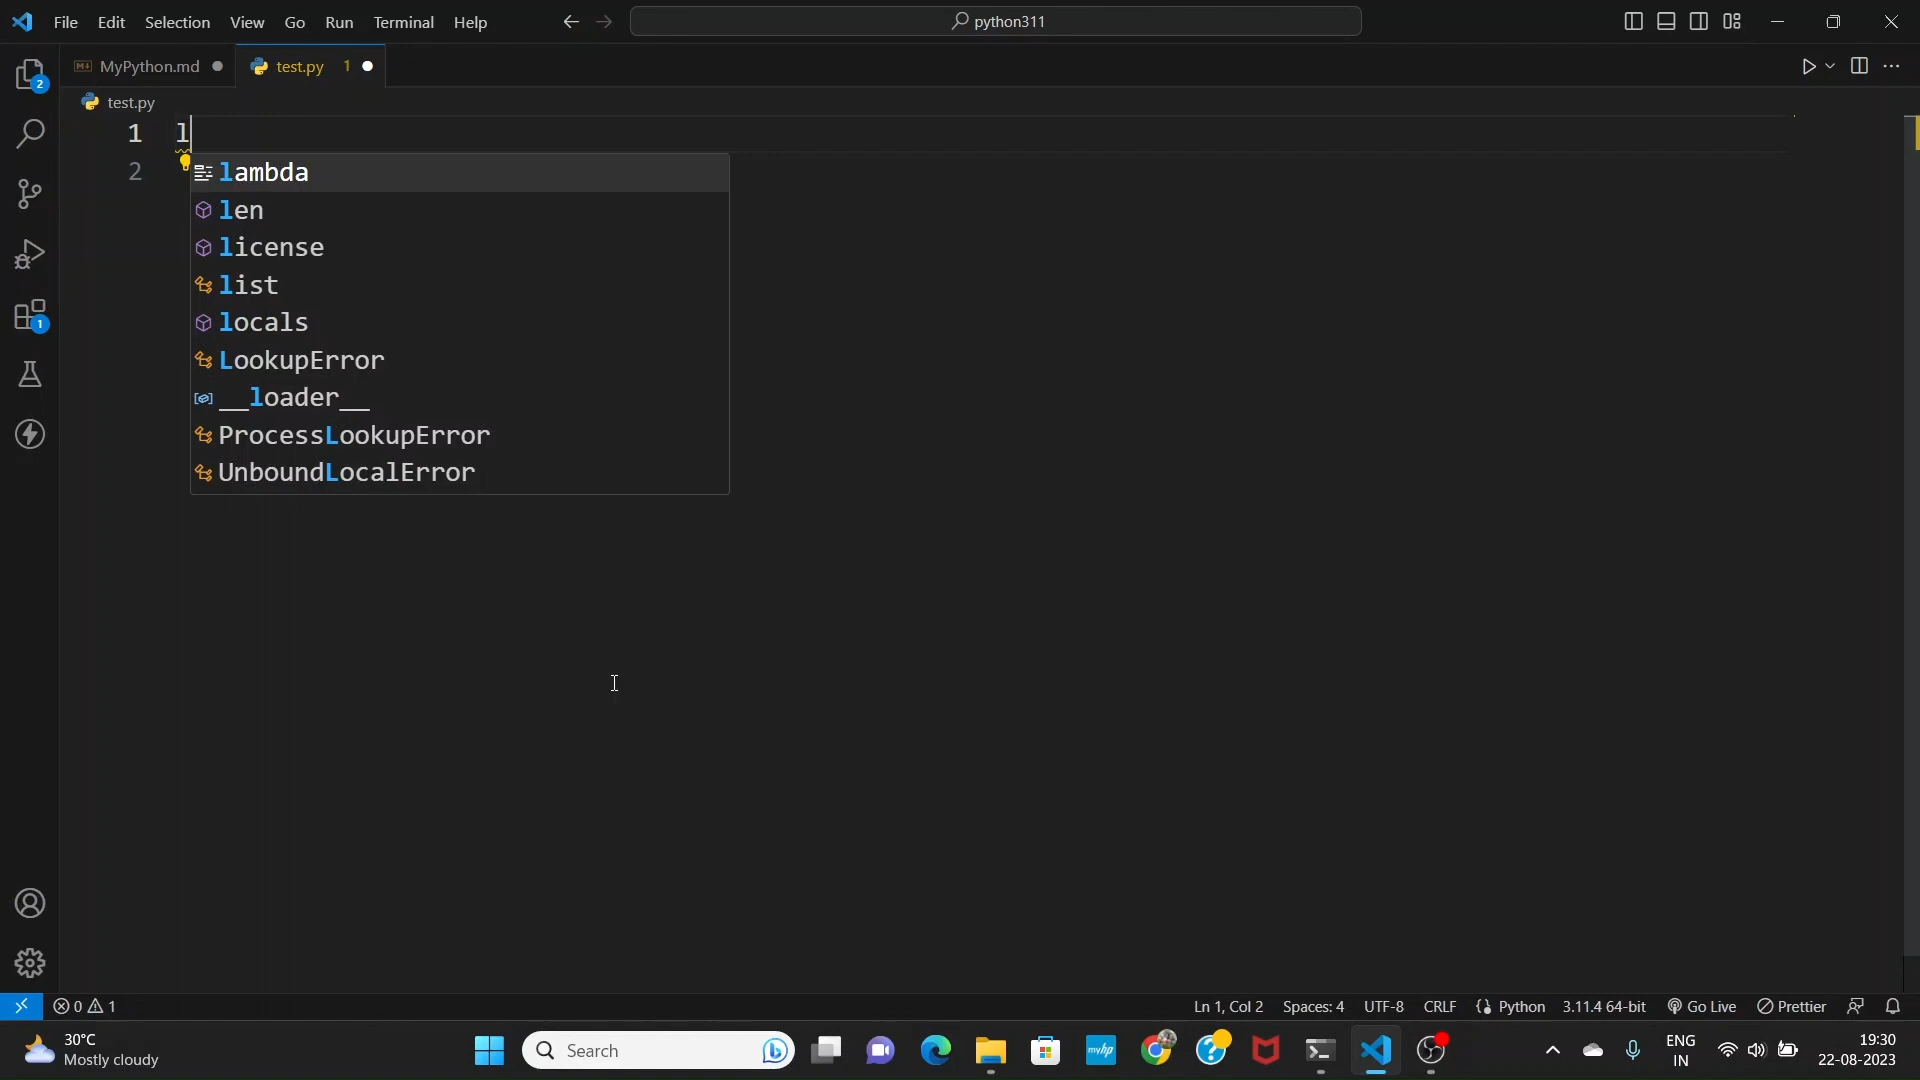 File Edit Selection View Go Run Terminal Help python311
MyPython.md test.py 1
test.py
1 l
2
lambda
len
license
list
locals
LookupError
__loader__
ProcessLookupError
UnboundLocalError
2
1
0 1 Ln 1, Col 2 Spaces: 4 UTF-8 CRLF Python 3.11.4 64-bit Go Live Prettier
30°C
Mostly cloudy
Search
myhp
ENG
IN
19:30
22-08-2023